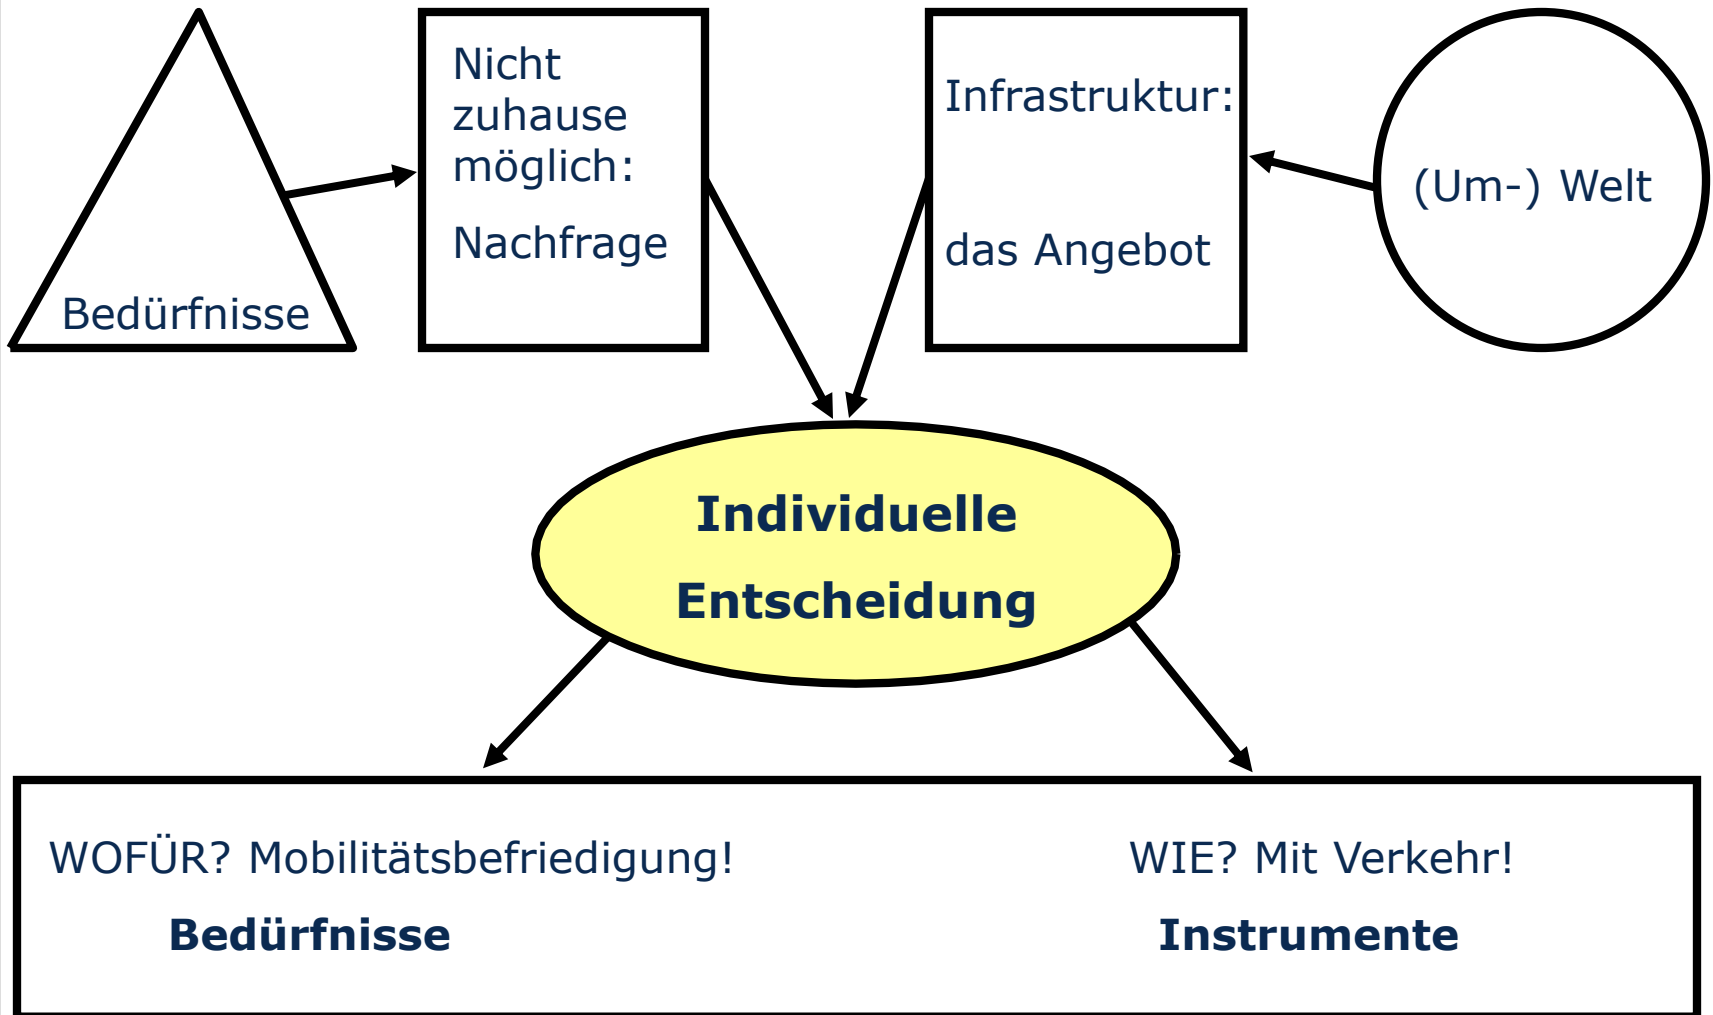 Bedürfnisse
Nicht
zuhause
möglich:
Nachfrage
Infrastruktur:
das Angebot
(Um-) Welt
Individuelle
Entscheidung
WOFÜR? Mobilitätsbefriedigung!
Bedürfnisse
WIE? Mit Verkehr!
Instrumente